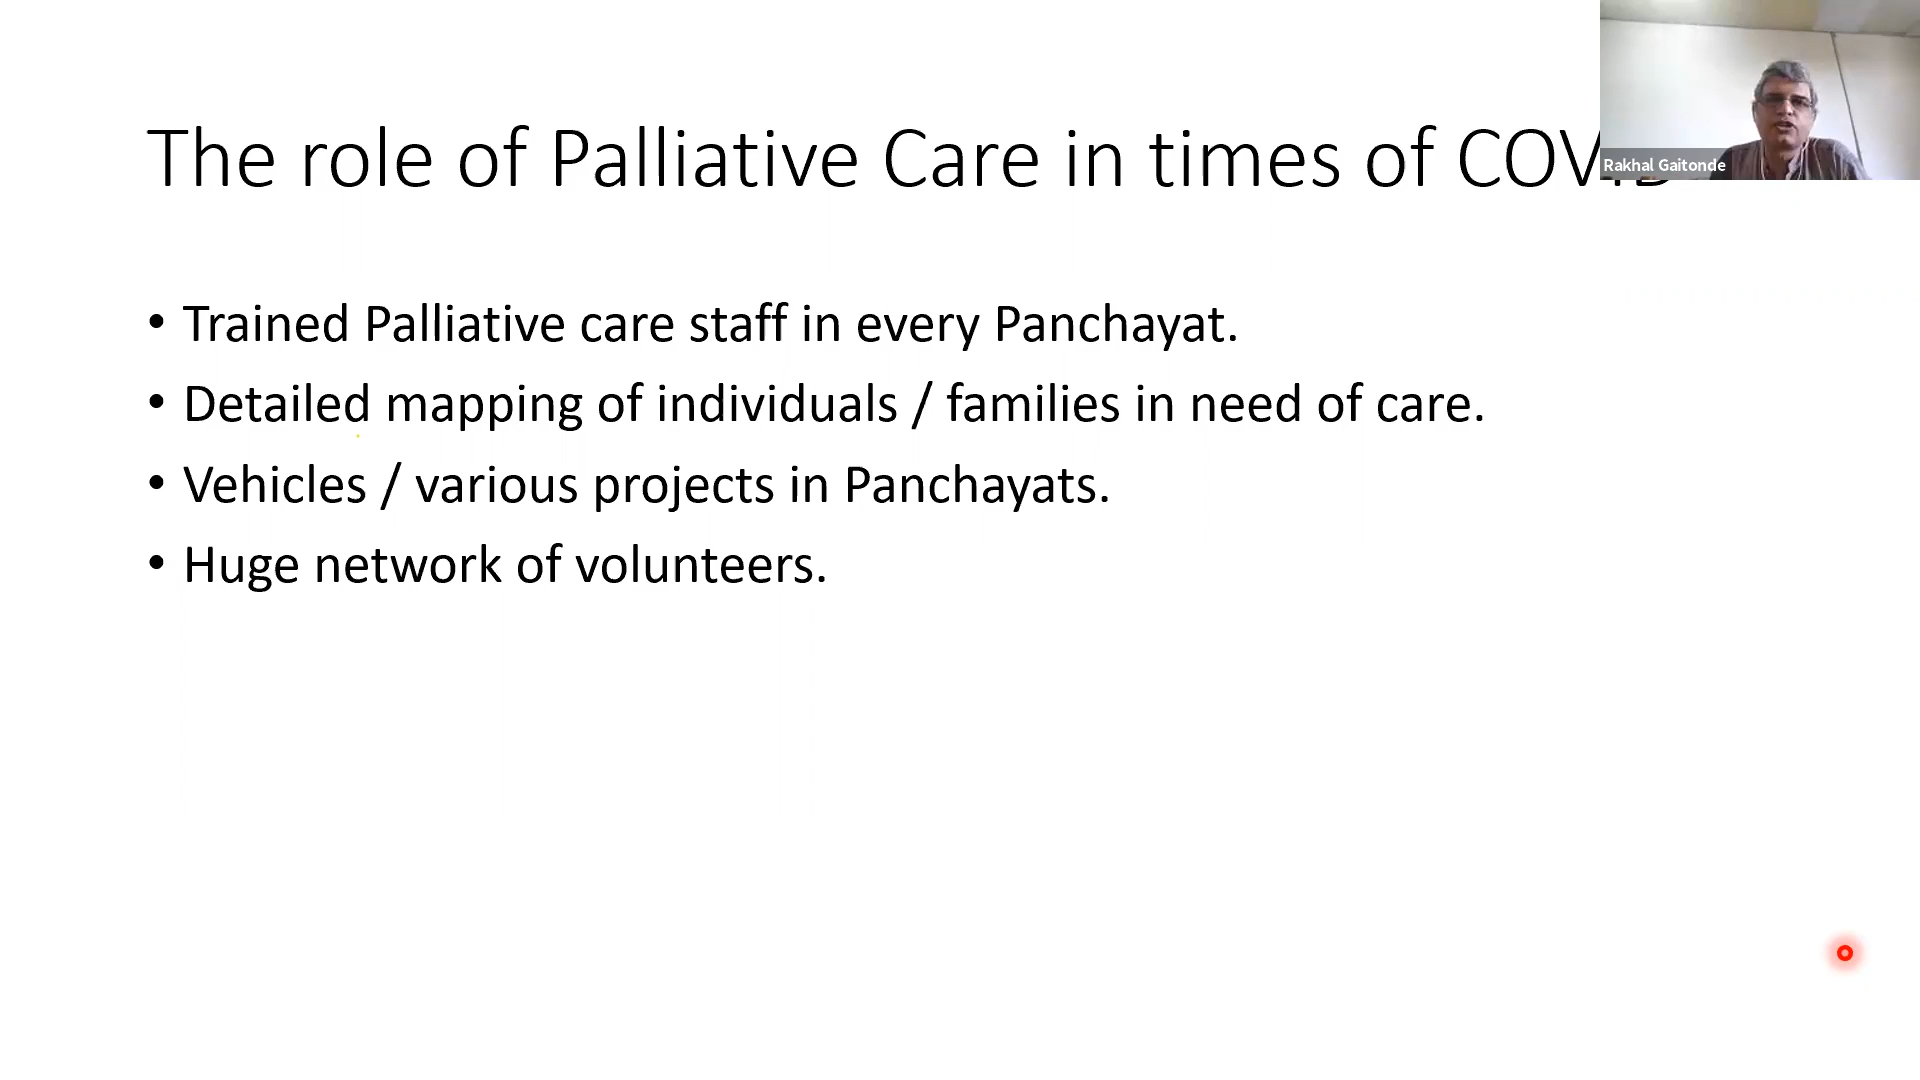 The role of Palliative Care in times of
Rakhal Gaitonde
• Trained Palliative care staff in every Panchayat.
• Detailed mapping of individuals / families in need of care.
• Vehicles / various projects in Panchayats.
• Huge network of volunteers.